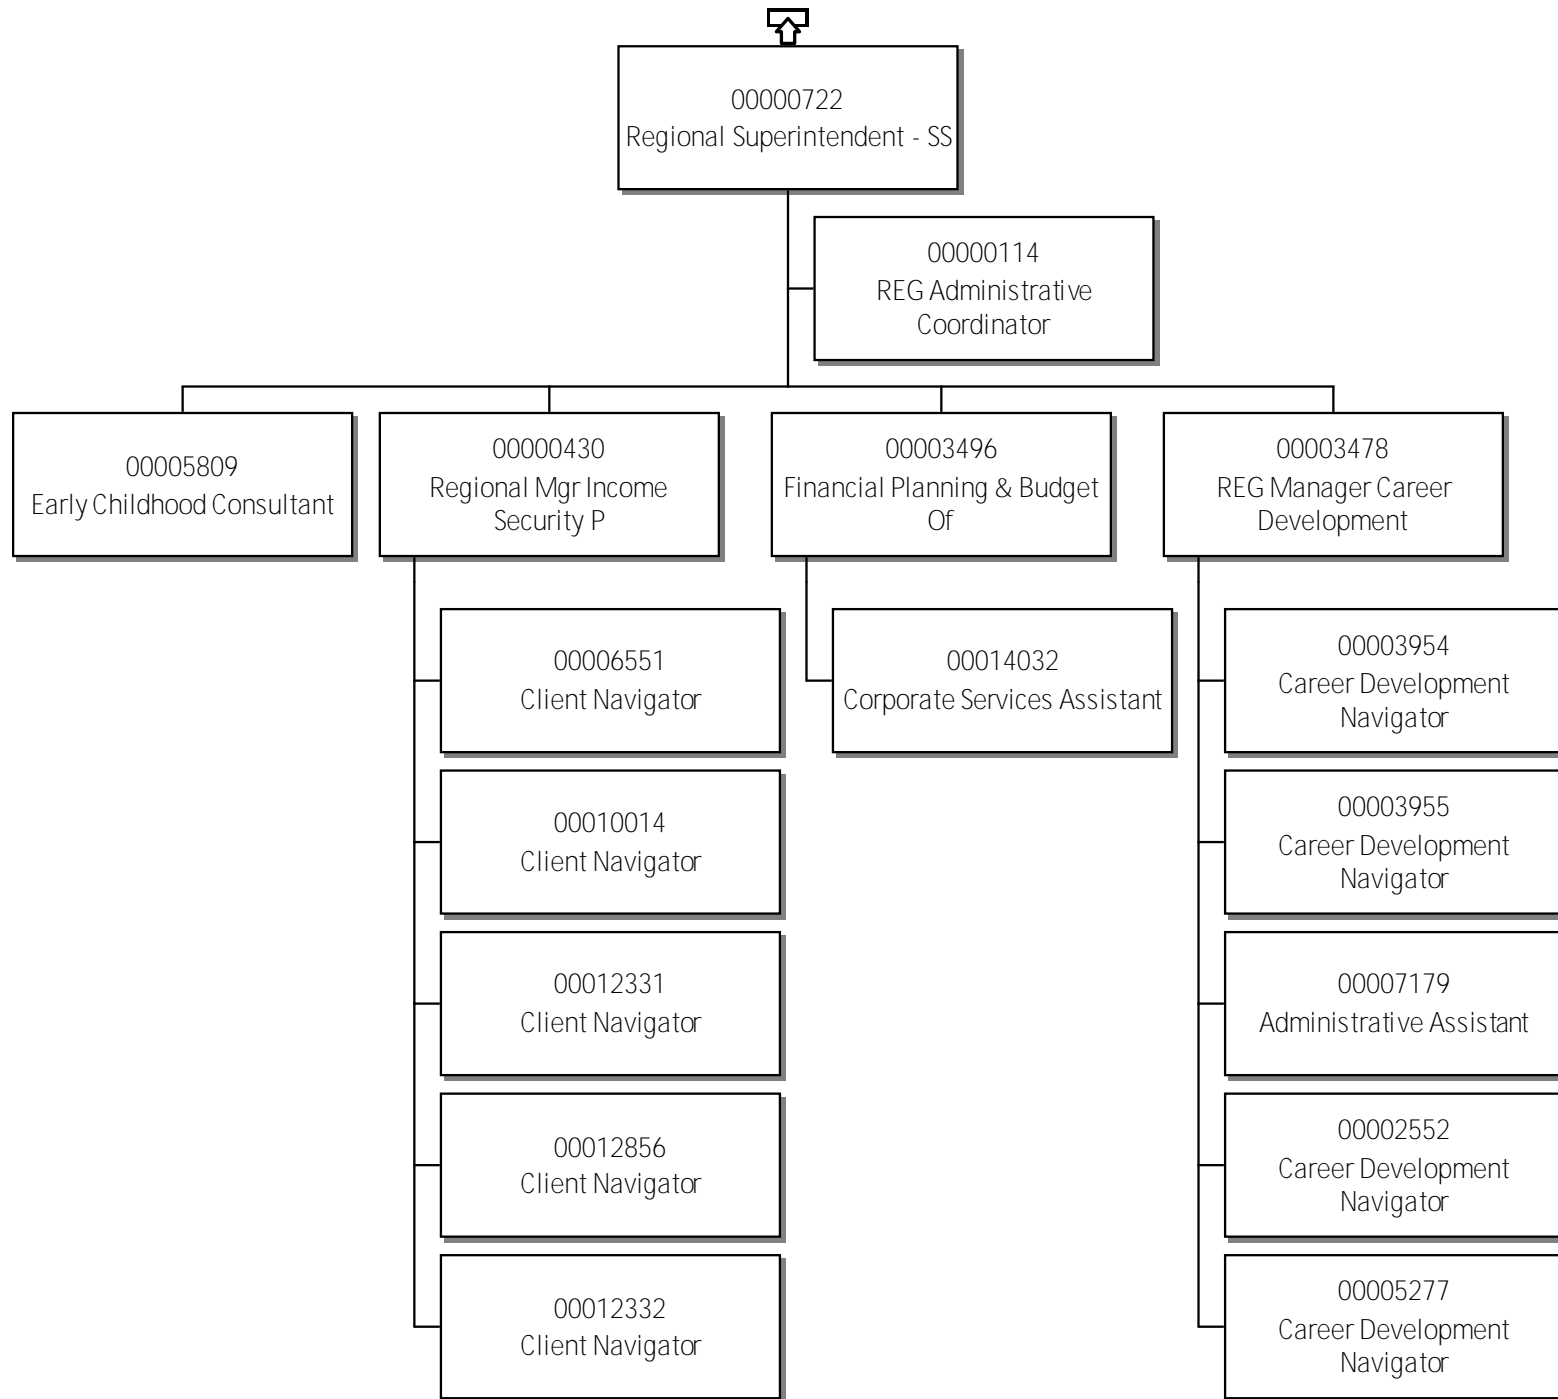 00000722
Regional Superintendent - SS
00000114
REG Administrative
Coordinator
00005809
Early Childhood Consultant
00000430
Regional Mgr Income
Security P
00003496
Financial Planning & Budget
Of
00003478
REG Manager Career
Development
00006551
Client Navigator
00010014
Client Navigator
00012331
Client Navigator
00012856
Client Navigator
00012332
Client Navigator
00014032
Corporate Services Assistant
00003954
Career Development
Navigator
00003955
Career Development
Navigator
00007179
Administrative Assistant
00002552
Career Development
Navigator
00005277
Career Development
Navigator